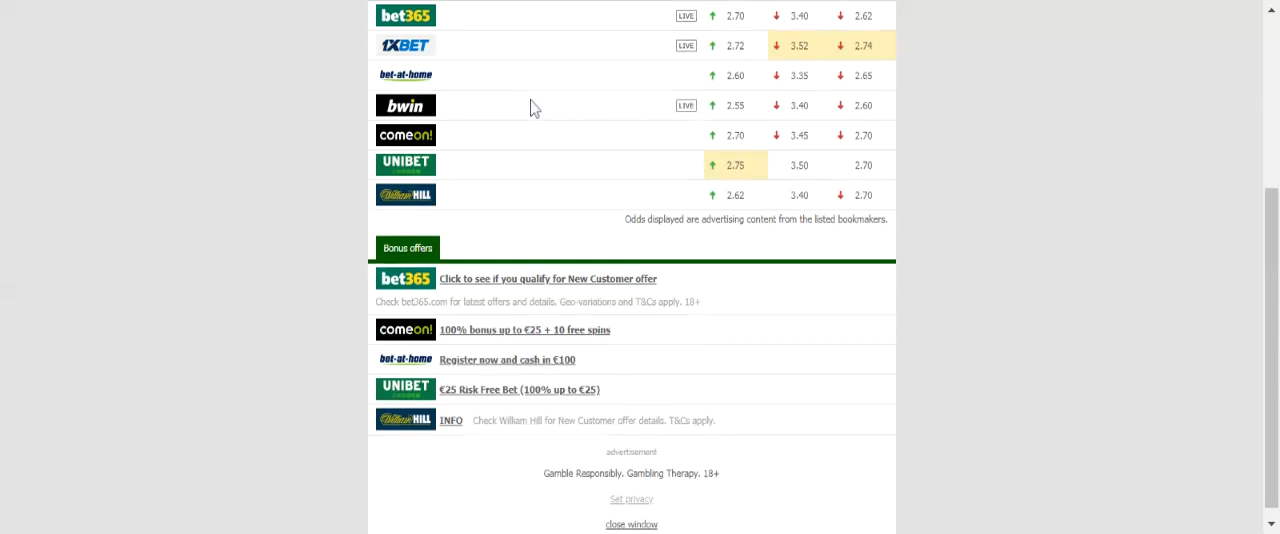 bet365 LIVE 2.70 3.40 2.62
1XBET LIVE 2.72 3.52 2.74
bet-at-home 2.60 3.35 2.65
bwin LIVE 2.55 3.40 2.60
comeon! 2.70 3.45 2.70
UNIBET 2.75 3.50 2.70
William HILL 2.62 3.40 2.70
Odds displayed are advertising content from the listed bookmakers.
Bonus offers
bet365 Click to see if you qualify for New Customer offer
Check bet365.com for latest offers and details. Geo-variations and T&Cs apply. 18+
comeon! 100% bonus up to €25 + 10 free spins
bet-at-home Register now and cash in €100
UNIBET €25 Risk Free Bet (100% up to €25)
William HILL INFO Check William Hill for New Customer offer details. T&Cs apply.
advertisement
Gamble Responsibly. Gambling Therapy. 18+
Set privacy
close window